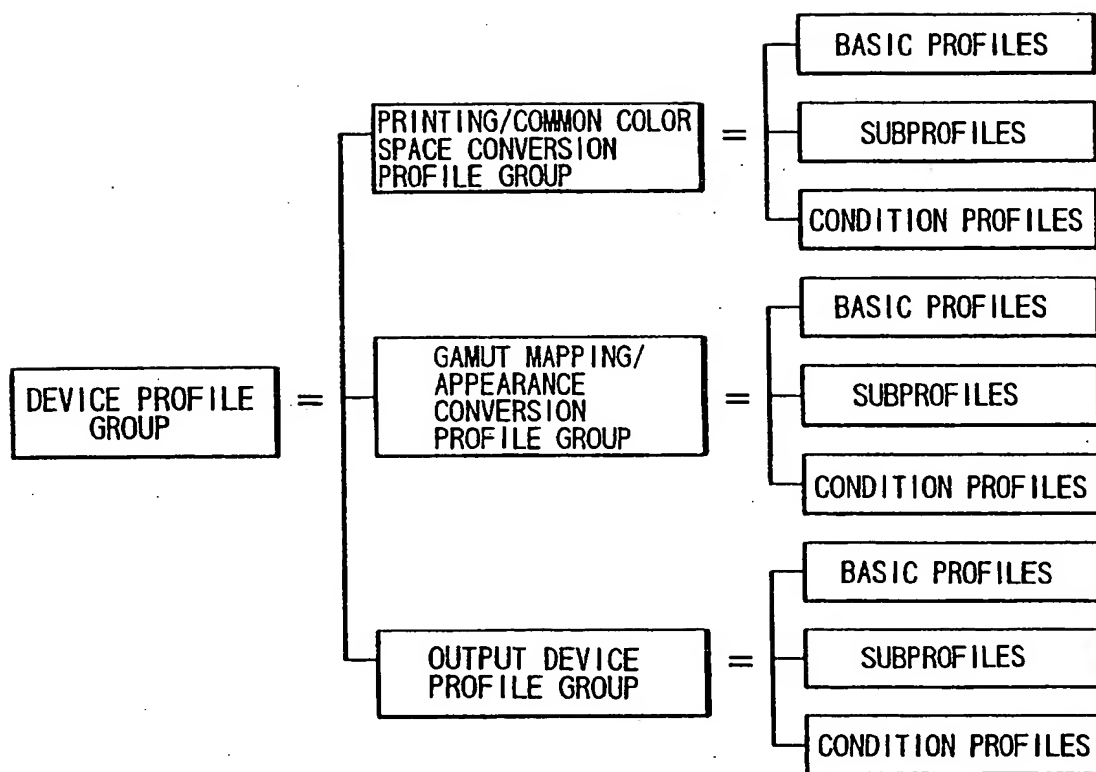 BASIC PROFILES
PRINTING/COMMON COLOR
SPACE CONVERSION
PROFILE GROUP
=
SUBPROFILES
CONDITION PROFILES
BASIC PROFILES
DEVICE PROFILE
GROUP
=
GAMUT MAPPING/
APPEARANCE
CONVERSION
PROFILE GROUP
=
SUBPROFILES
CONDITION PROFILES
BASIC PROFILES
OUTPUT DEVICE
PROFILE GROUP
=
SUBPROFILES
CONDITION PROFILES